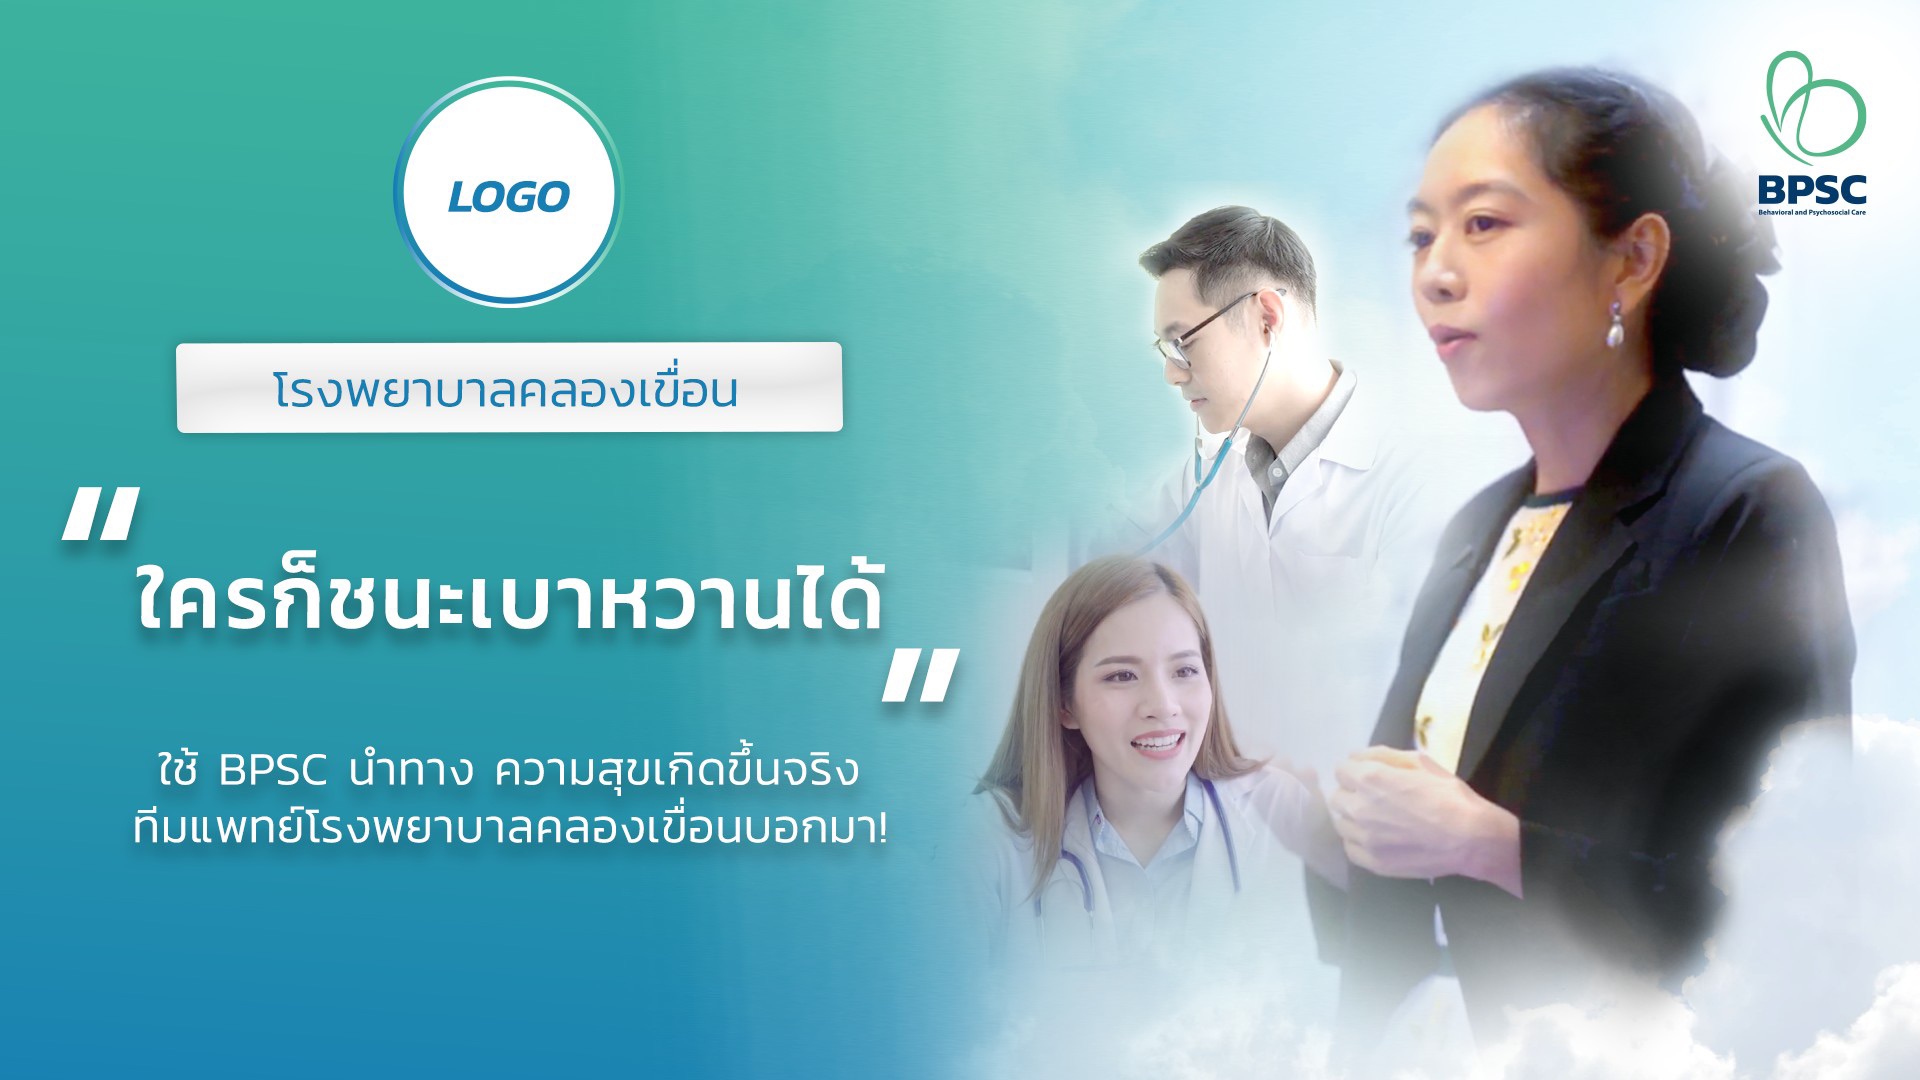 LOGO
โรงพยาบาลคลองเขื่อน
"ใครก็ชนะเบาหวานได้"
ใช้ BPSC นำทาง ความสุขเกิดขึ้นจริง
ทีมแพทย์โรงพยาบาลคลองเขื่อนบอกมา!
BPSC
Behavioral and Psychosocial Care